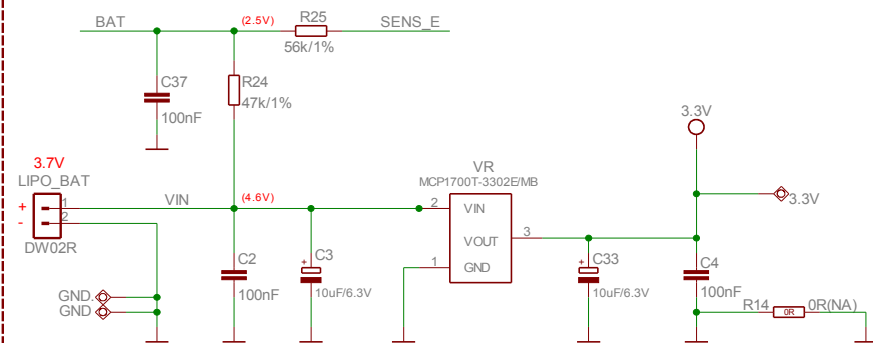 BAT
(2.5V)
R25
SENS_E
56k/1%
C37
100nF
R24
47k/1%
3.3V
3.7V
LIPO_BAT
+
1
-
2
DW02R
VIN
(4.6V)
VR
MCP1700T-3302E/MB
2
VIN
VOUT
3
1
GND
3.3V
C2
100nF
+
C3
10uF/6.3V
+
C33
10uF/6.3V
C4
100nF
GND.
GND
R14
0R
0R(NA)